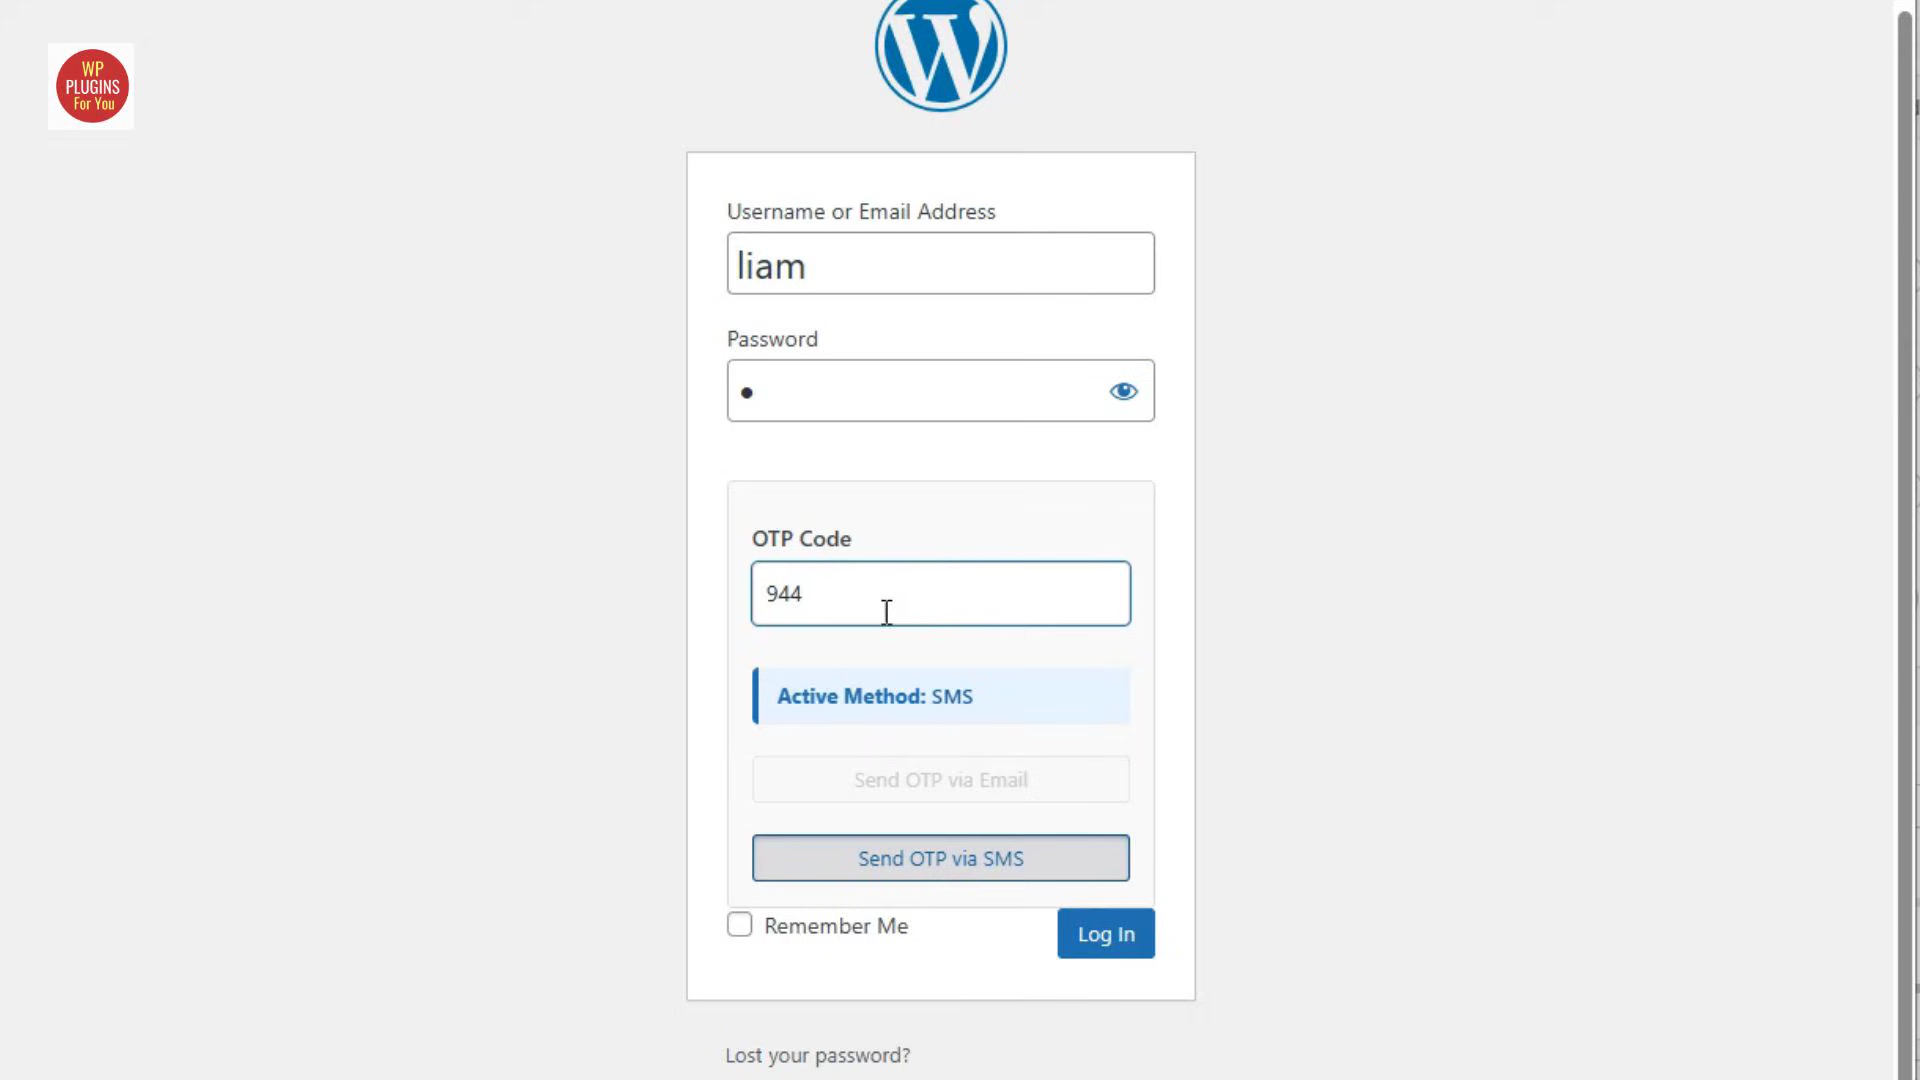 WP
PLUGINS
For You
Username or Email Address
liam
Password
OTP Code
944
Active Method: SMS
Send OTP via Email
Send OTP via SMS
Remember Me
Log In
Lost your password?